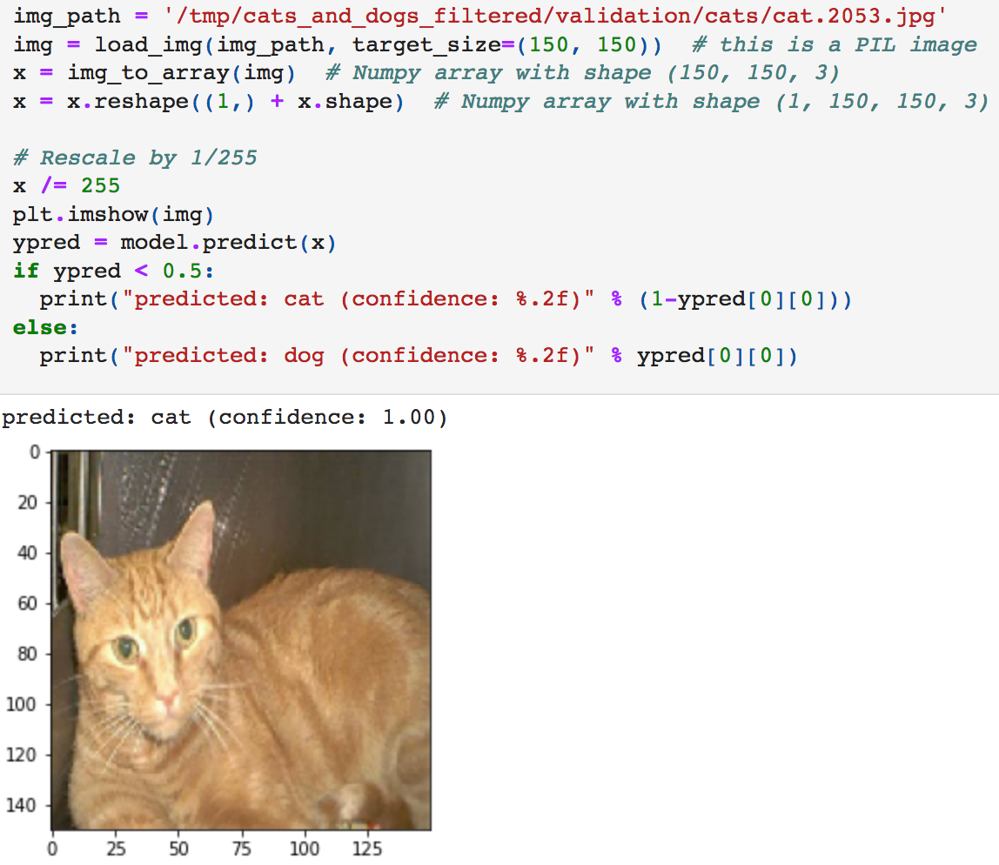 img_path = '/tmp/cats_and_dogs_filtered/validation/cats/cat.2053.jpg'
img = load_img(img_path, target_size=(150, 150))  # this is a PIL image
x = img_to_array(img)  # Numpy array with shape (150, 150, 3)
x = x.reshape((1,) + x.shape)  # Numpy array with shape (1, 150, 150, 3)
# Rescale by 1/255
x /= 255
plt.imshow(img)
ypred = model.predict(x)
if ypred < 0.5:
  print("predicted: cat (confidence: %.2f)" % (1-ypred[0][0]))
else:
  print("predicted: dog (confidence: %.2f)" % ypred[0][0])
predicted: cat (confidence: 1.00)
0
20
40
60
80
100
120
140
0 25 50 75 100 125